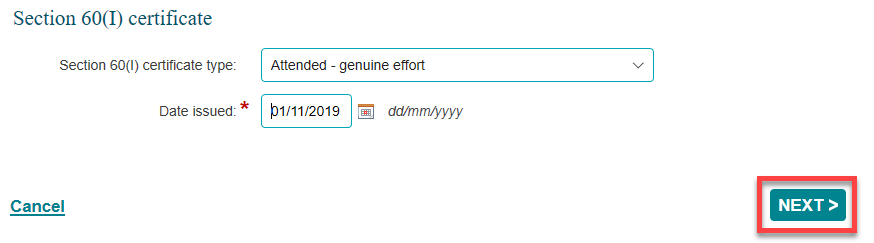 Section 60(I) certificate
Section 60(I) certificate type: Attended - genuine effort
Date issued: * 01/11/2019 dd/mm/yyyy
Cancel NEXT >